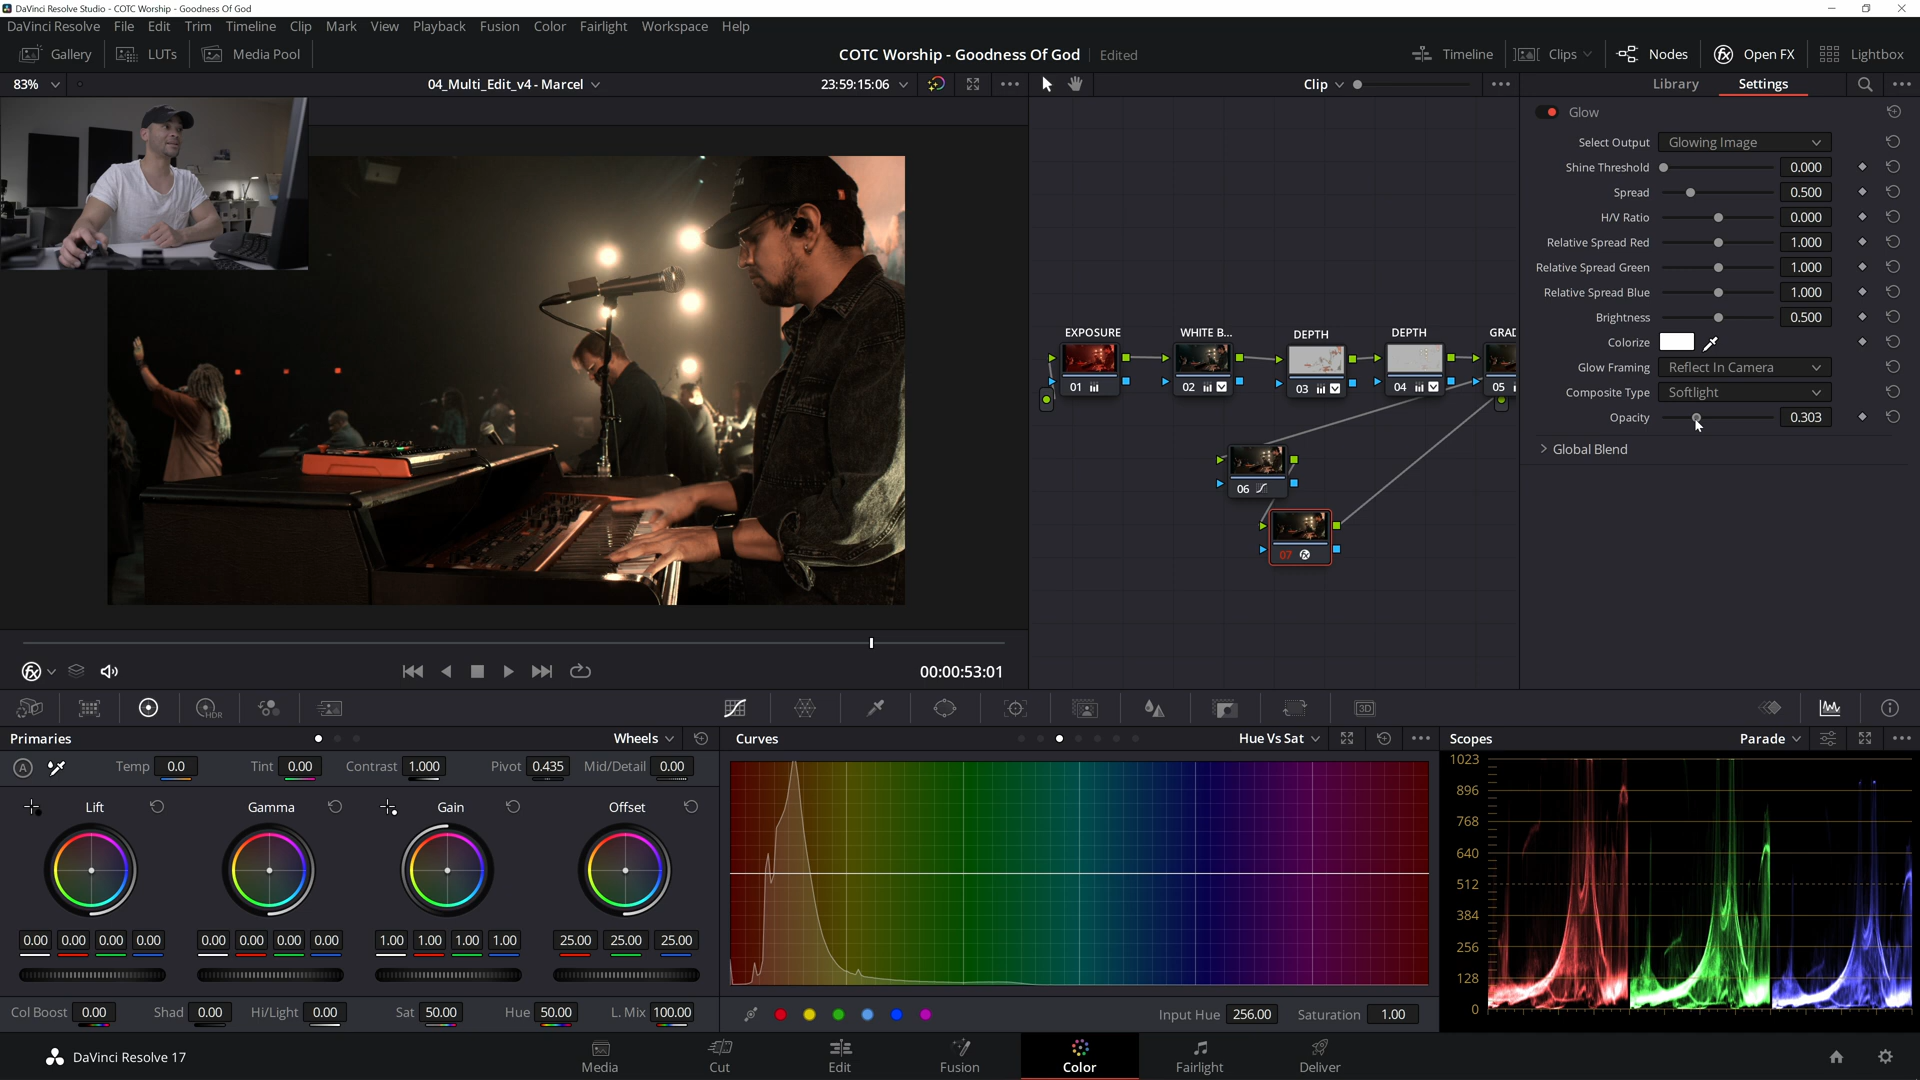 DaVinci Resolve Studio - COTC Worship - Goodness Of God
DaVinci Resolve File Edit Trim Timeline Clip Mark View Playback Fusion Color Fairlight Workspace Help
Gallery LUTs Media Pool COTC Worship - Goodness Of God Edited Timeline Clips Nodes Open FX Lightbox
83% 04_Multi_Edit_v4 - Marcel 23:59:15:06 Clip Library Settings
Glow
Select Output Glowing Image
Shine Threshold 0.000
Spread 0.500
H/V Ratio 0.000
Relative Spread Red 1.000
Relative Spread Green 1.000
Relative Spread Blue 1.000
Brightness 0.500
Colorize
Glow Framing Reflect In Camera
Composite Type Softlight
Opacity 0.303
Global Blend
EXPOSURE WHITE B... DEPTH DEPTH GRAD
01 02 03 04 05
06
07
00:00:53:01
HDR 3D
Primaries Wheels Curves Hue Vs Sat Scopes Parade
A Temp 0.0 Tint 0.00 Contrast 1.000 Pivot 0.435 Mid/Detail 0.00
Lift Gamma Gain Offset
0.00 0.00 0.00 0.00 0.00 0.00 0.00 0.00 1.00 1.00 1.00 1.00 25.00 25.00 25.00
Col Boost 0.00 Shad 0.00 Hi/Light 0.00 Sat 50.00 Hue 50.00 L. Mix 100.00
Input Hue 256.00 Saturation 1.00
1023
896
768
640
512
384
256
128
0
DaVinci Resolve 17 Media Cut Edit Fusion Color Fairlight Deliver